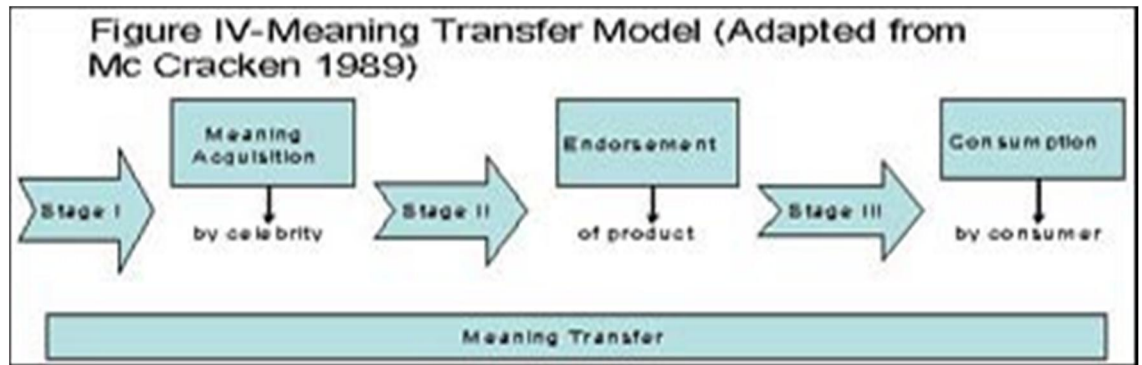 Figure IV-Meaning Transfer Model (Adapted from
Mc Cracken 1989)
Stage I
Meaning
Acquisition
by celebrity
Stage II
Endorsement
of product
Stage III
Consumption
by consumer
Meaning Transfer